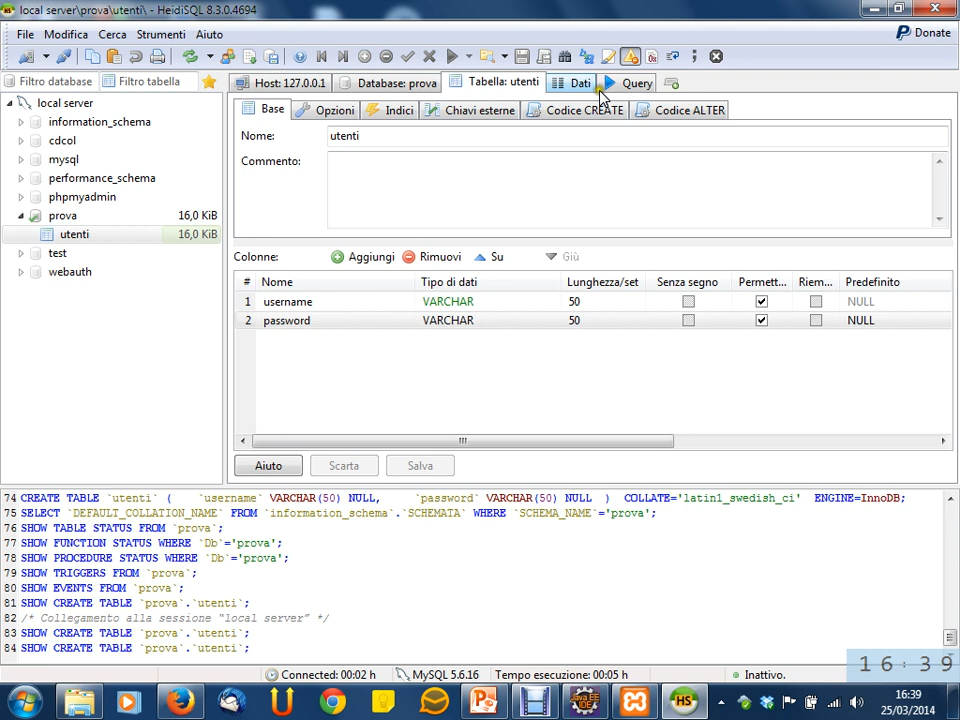 local server\prova\utenti\ - HeidiSQL 8.3.0.4694
File Modifica Cerca Strumenti Aiuto Donate
Filtro database Filtro tabella Host: 127.0.0.1 Database: prova Tabella: utenti Dati Query
local server
information_schema
cdcol
mysql
performance_schema
phpmyadmin
prova 16,0 KiB
utenti 16,0 KiB
test
webauth
Base Opzioni Indici Chiavi esterne Codice CREATE Codice ALTER
Nome: utenti
Commento:
Colonne: Aggiungi Rimuovi Su Giù
# Nome Tipo di dati Lunghezza/set Senza segno Permett... Riem... Predefinito
1 username VARCHAR 50 NULL
2 password VARCHAR 50 NULL
Aiuto Scarta Salva
74 CREATE TABLE `utenti` ( `username` VARCHAR(50) NULL, `password` VARCHAR(50) NULL ) COLLATE='latin1_swedish_ci' ENGINE=InnoDB;
75 SELECT `DEFAULT_COLLATION_NAME` FROM `information_schema`.`SCHEMATA` WHERE `SCHEMA_NAME`='prova';
76 SHOW TABLE STATUS FROM `prova`;
77 SHOW FUNCTION STATUS WHERE `Db`='prova';
78 SHOW PROCEDURE STATUS WHERE `Db`='prova';
79 SHOW TRIGGERS FROM `prova`;
80 SHOW EVENTS FROM `prova`;
81 SHOW CREATE TABLE `prova`.`utenti`;
82 /* Collegamento alla sessione "local server" */
83 SHOW CREATE TABLE `prova`.`utenti`;
84 SHOW CREATE TABLE `prova`.`utenti`;
16:39
Connected: 00:02 h MySQL 5.6.16 Tempo esecuzione: 00:05 h Inattivo.
Java EE
IDE
HS
16:39
25/03/2014